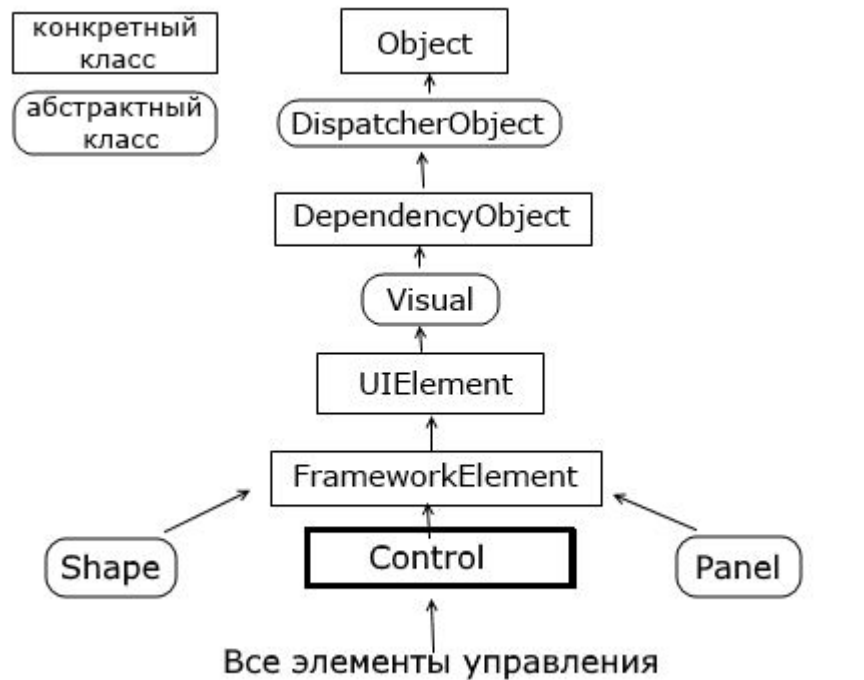 конкретный
класс
абстрактный
класс
Object
DispatcherObject
DependencyObject
Visual
UIElement
FrameworkElement
Shape
Control
Panel
Все элементы управления